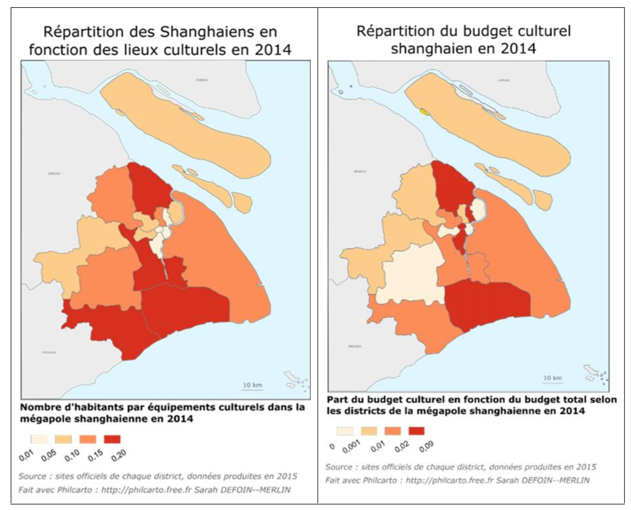 Répartition des Shanghaiens en
fonction des lieux culturels en 2014
10 km
Nombre d'habitants par équipements culturels dans la
mégapole shanghaienne en 2014
0,01 0,05 0,10 0,15 0,20
Source : sites officiels de chaque district, données produites en 2015
Fait avec Philcarto : http://philcarto.free.fr Sarah DEFOIN--MERLIN
Répartition du budget culturel
shanghaien en 2014
10 km
Part du budget culturel en fonction du budget total selon
les districts de la mégapole shanghaienne en 2014
0 0,001 0,01 0,02 0,09
Source : sites officiels de chaque district, données produites en 2015
Fait avec Philcarto : http://philcarto.free.fr Sarah DEFOIN--MERLIN